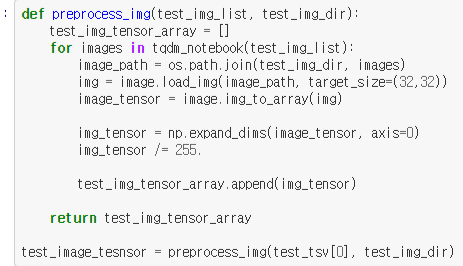 : def preprocess_img(test_img_list, test_img_dir):
    test_img_tensor_array = []
    for images in tqdm_notebook(test_img_list):
        image_path = os.path.join(test_img_dir, images)
        img = image.load_img(image_path, target_size=(32,32))
        image_tensor = image.img_to_array(img)

        img_tensor = np.expand_dims(image_tensor, axis=0)
        img_tensor /= 255.

        test_img_tensor_array.append(img_tensor)

    return test_img_tensor_array

test_image_tesnsor = preprocess_img(test_tsv[0], test_img_dir)